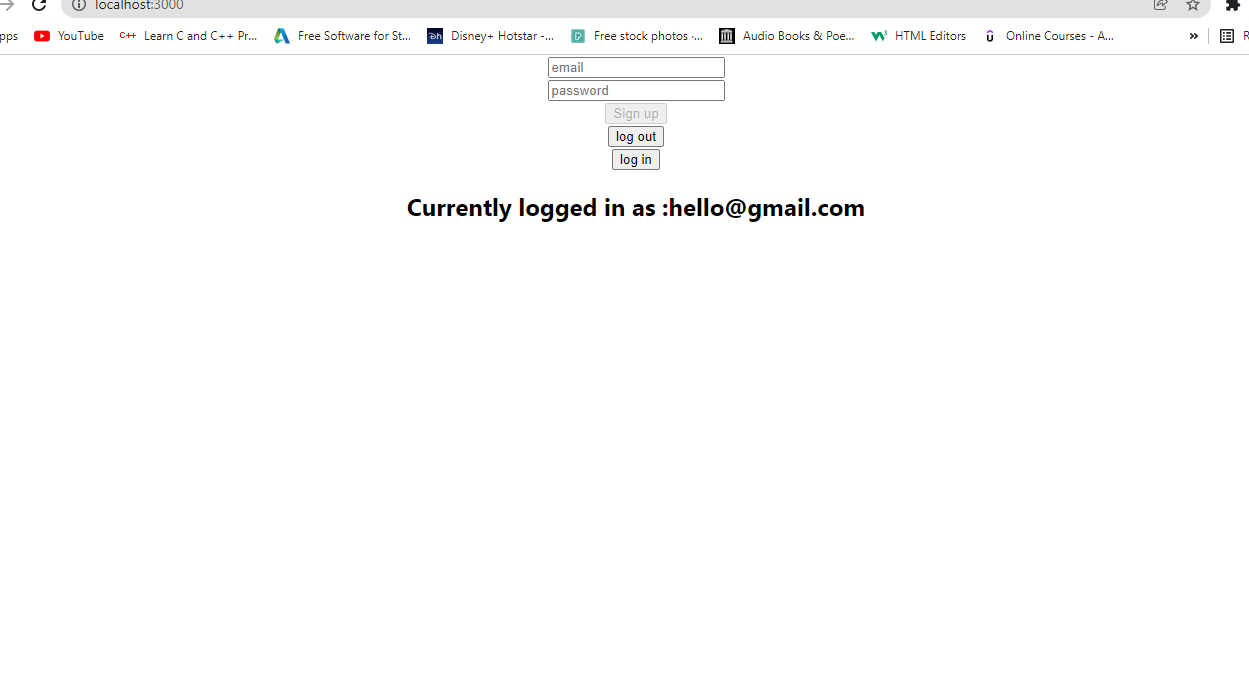 localhost:3000
pps YouTube C++ Learn C and C++ Pr... Free Software for St... Dh Disney+ Hotstar -... Free stock photos ·... Audio Books & Poe... HTML Editors Online Courses - A... » R
email
password
Sign up
log out
log in
Currently logged in as :hello@gmail.com